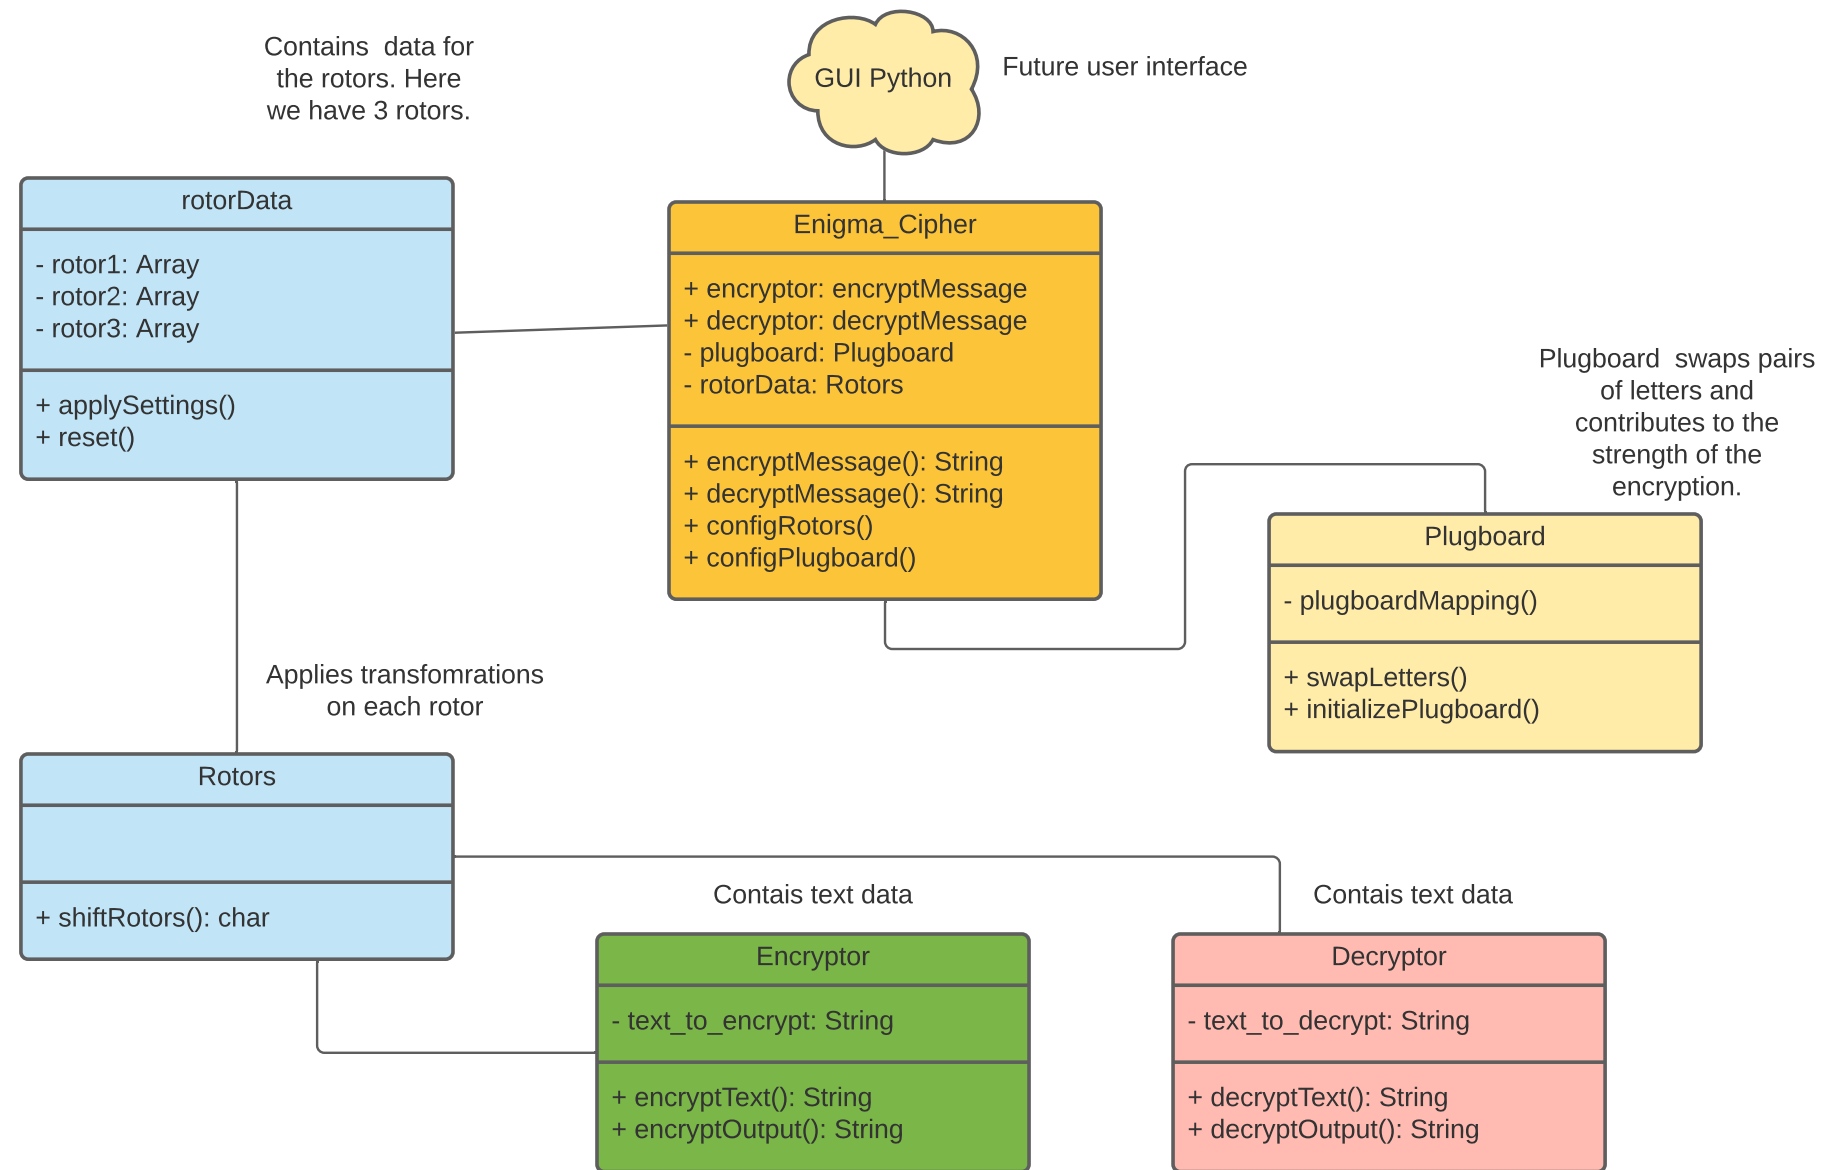 Contains  data for
the rotors. Here
we have 3 rotors.
GUI Python
Future user interface
rotorData
- rotor1: Array
- rotor2: Array
- rotor3: Array
+ applySettings()
+ reset()
Enigma_Cipher
+ encryptor: encryptMessage
+ decryptor: decryptMessage
- plugboard: Plugboard
- rotorData: Rotors
+ encryptMessage(): String
+ decryptMessage(): String
+ configRotors()
+ configPlugboard()
Plugboard  swaps pairs
of letters and
contributes to the
strength of the
encryption.
Plugboard
- plugboardMapping()
+ swapLetters()
+ initializePlugboard()
Applies transfomrations
on each rotor
Rotors
+ shiftRotors(): char
Contais text data
Encryptor
- text_to_encrypt: String
+ encryptText(): String
+ encryptOutput(): String
Contais text data
Decryptor
- text_to_decrypt: String
+ decryptText(): String
+ decryptOutput(): String